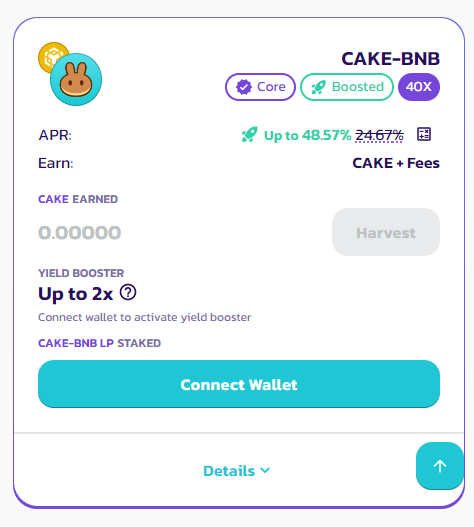 CAKE-BNB
Core Boosted 40X
APR: Up to 48.57% 24.67%
Earn: CAKE + Fees
CAKE EARNED
0.00000 Harvest
YIELD BOOSTER
Up to 2x
Connect wallet to activate yield booster
CAKE-BNB LP STAKED
Connect Wallet
Details